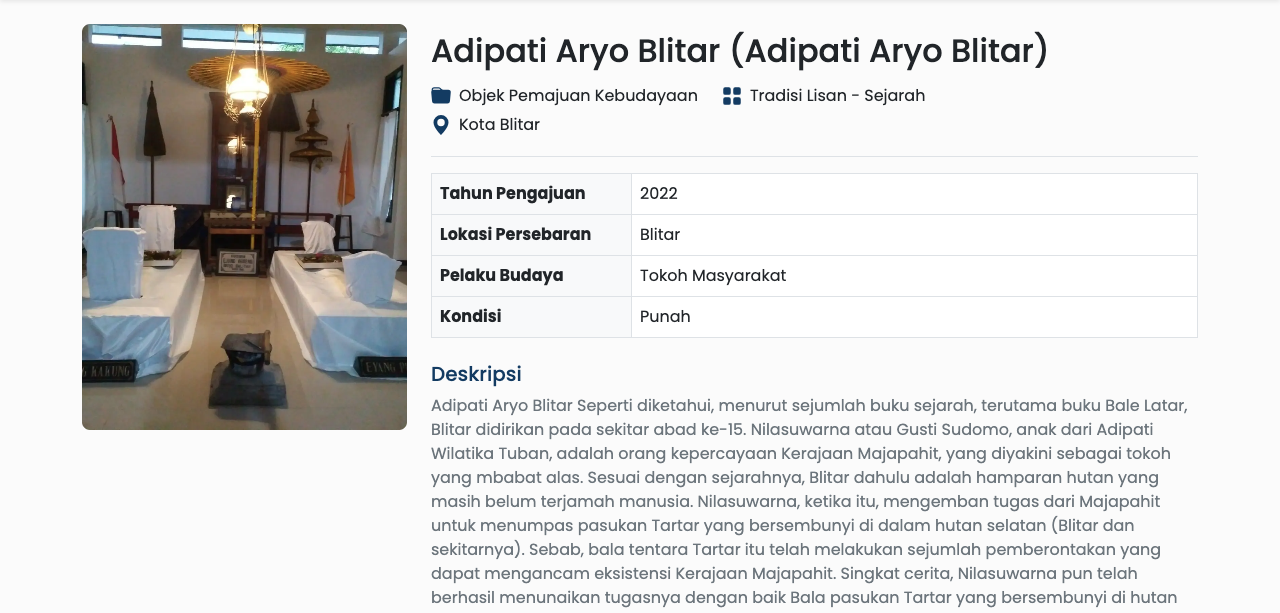 Adipati Aryo Blitar (Adipati Aryo Blitar)
Objek Pemajuan Kebudayaan
Tradisi Lisan - Sejarah
Kota Blitar
Tahun Pengajuan 2022
Lokasi Persebaran Blitar
Pelaku Budaya Tokoh Masyarakat
Kondisi Punah
Deskripsi
Adipati Aryo Blitar Seperti diketahui, menurut sejumlah buku sejarah, terutama buku Bale Latar,
Blitar didirikan pada sekitar abad ke-15. Nilasuwarna atau Gusti Sudomo, anak dari Adipati
Wilatika Tuban, adalah orang kepercayaan Kerajaan Majapahit, yang diyakini sebagai tokoh
yang mbabat alas. Sesuai dengan sejarahnya, Blitar dahulu adalah hamparan hutan yang
masih belum terjamah manusia. Nilasuwarna, ketika itu, mengemban tugas dari Majapahit
untuk menumpas pasukan Tartar yang bersembunyi di dalam hutan selatan (Blitar dan
sekitarnya). Sebab, bala tentara Tartar itu telah melakukan sejumlah pemberontakan yang
dapat mengancam eksistensi Kerajaan Majapahit. Singkat cerita, Nilasuwarna pun telah
berhasil menunaikan tugasnya dengan baik Bala pasukan Tartar yang bersembunyi di hutan
KAKUNG
EYANG